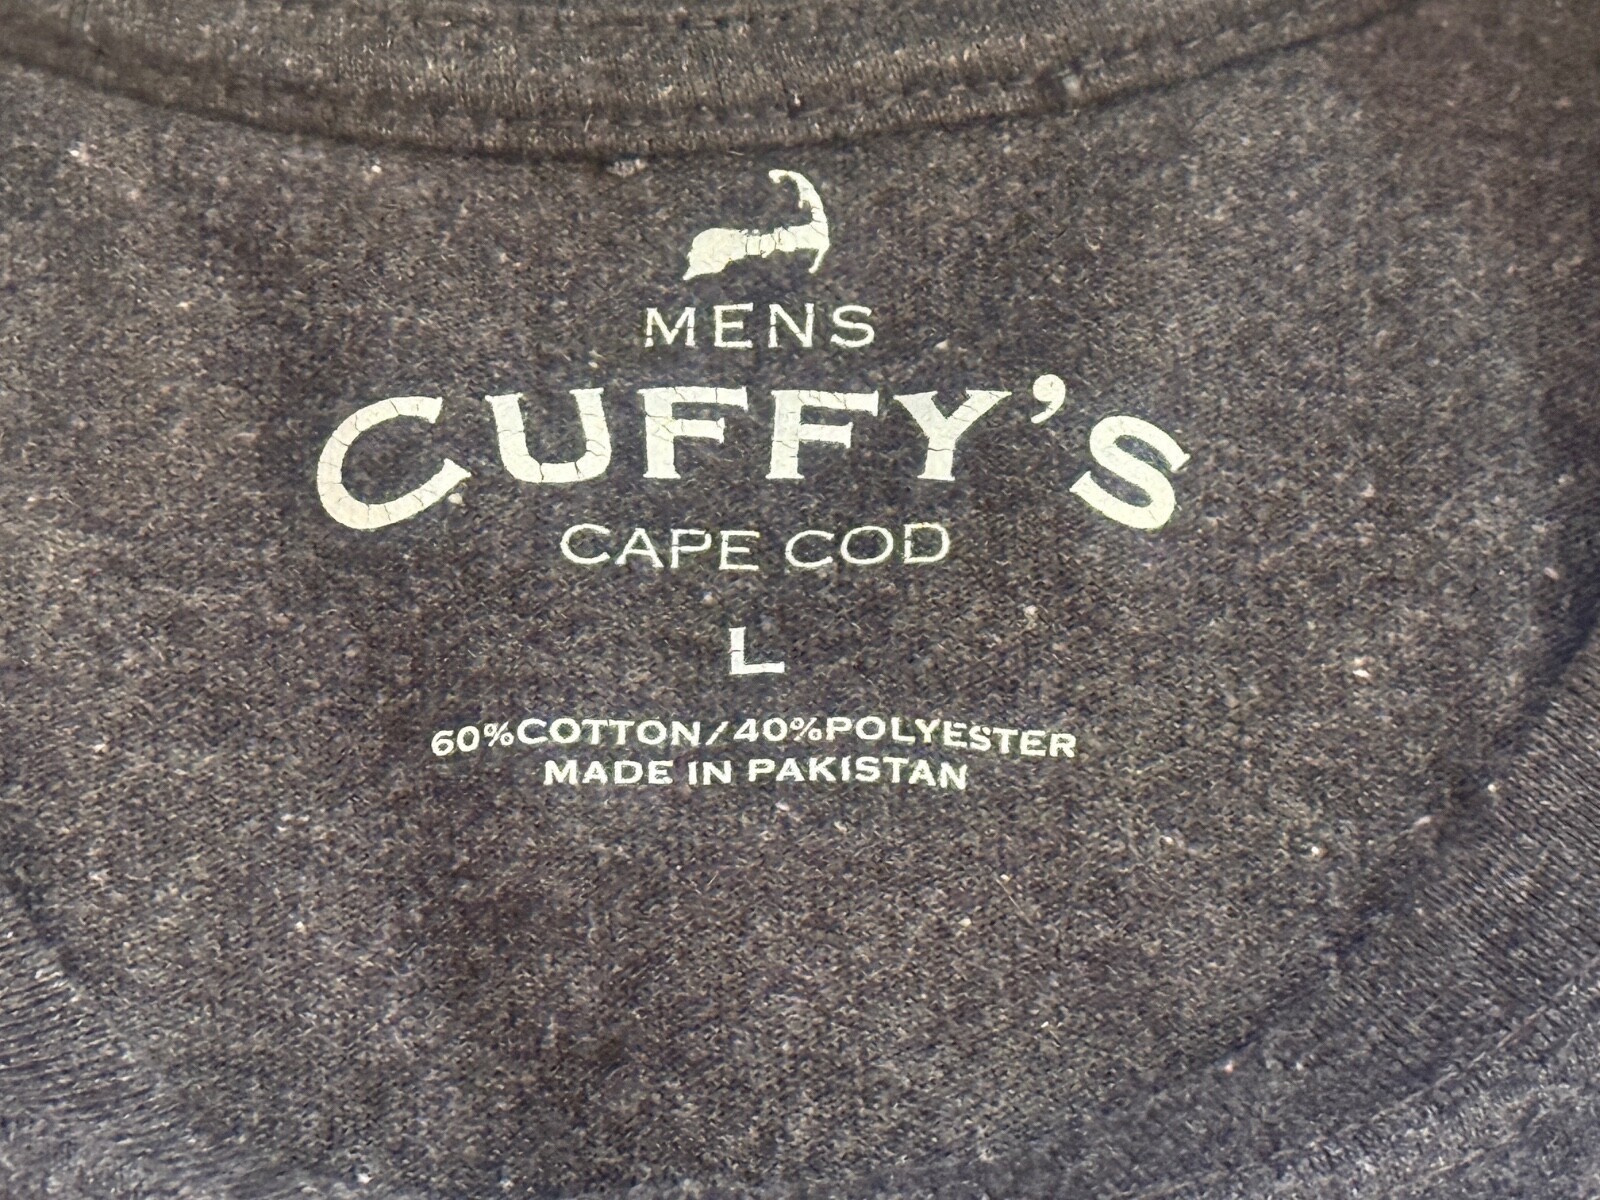 MENS
CUFFY'S
CAPE COD
L
60%COTTON/40%POLYESTER
MADE IN PAKISTAN